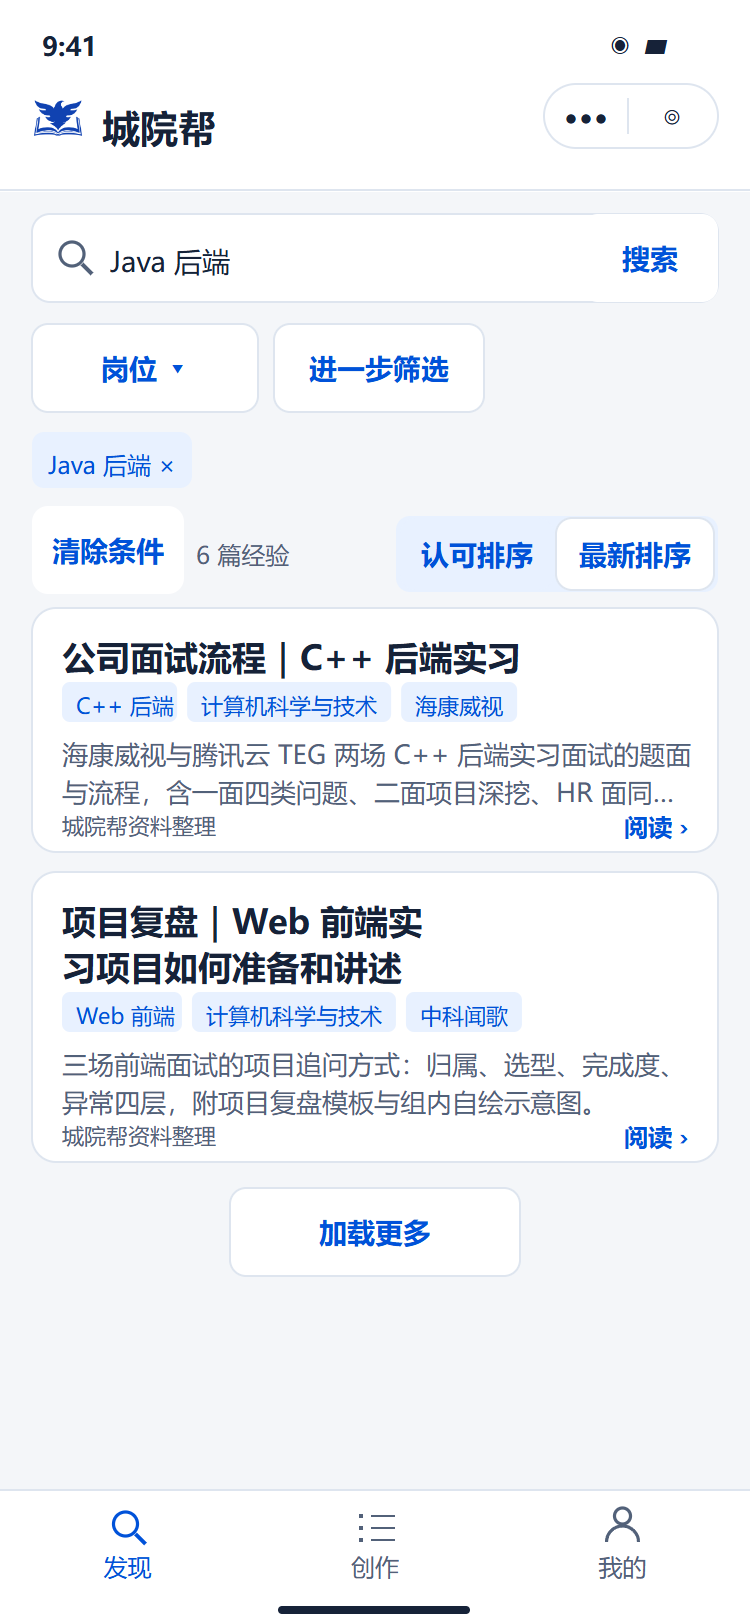 9:41
城院帮
Java 后端
搜索
岗位 ▼
进一步筛选
Java 后端 ×
清除条件
6 篇经验
认可排序
最新排序
公司面试流程 | C++ 后端实习
C++ 后端
计算机科学与技术
海康威视
海康威视与腾讯云 TEG 两场 C++ 后端实习面试的题面
与流程，含一面四类问题、二面项目深挖、HR 面同...
城院帮资料整理
阅读 ›
项目复盘 | Web 前端实
习项目如何准备和讲述
Web 前端
计算机科学与技术
中科闻歌
三场前端面试的项目追问方式：归属、选型、完成度、
异常四层，附项目复盘模板与组内自绘示意图。
城院帮资料整理
阅读 ›
加载更多
发现
创作
我的